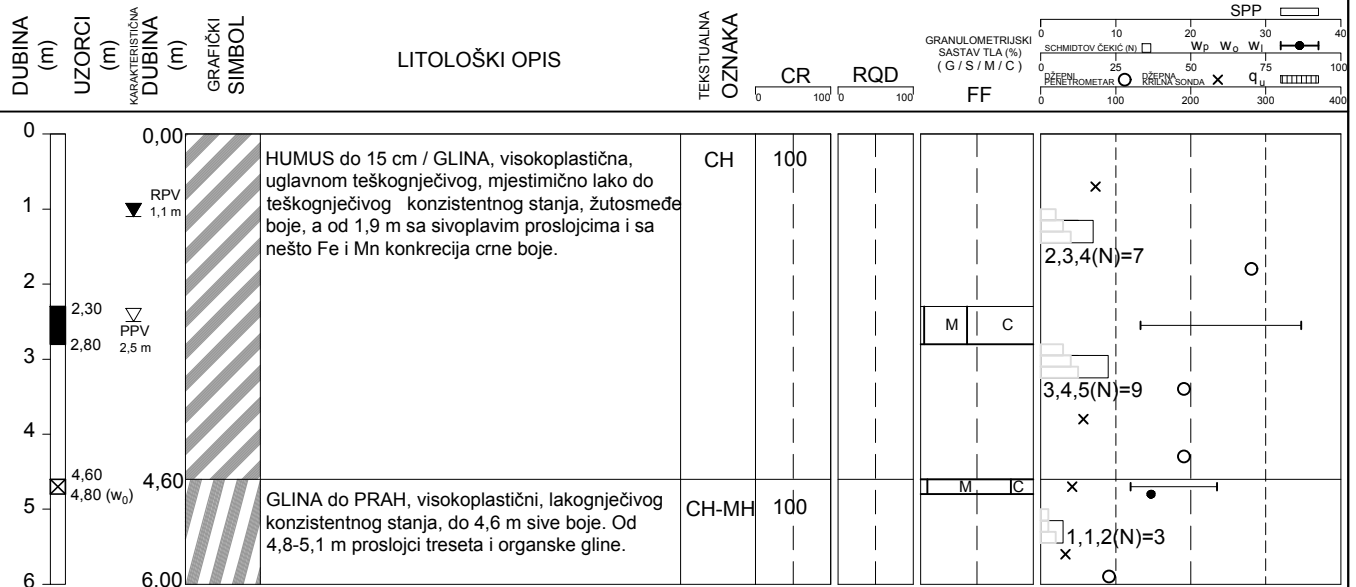 DUBINA (m)
UZORCI (m)
KARAKTERISTIČNA DUBINA (m)
GRAFIČKI SIMBOL
LITOLOŠKI OPIS
TEKSTUALNA OZNAKA
CR
0 100
RQD
0 100
GRANULOMETRIJSKI
SASTAV TLA (%)
( G / S / M / C )
FF
SPP
0 10 20 30 40
SCHMIDTOV ČEKIĆ (N) wP wo wl
0 25 50 75 100
DŽEPNI PENETROMETAR DŽEPNA KRILNA SONDA qu
0 100 200 300 400
0
1
2
3
4
5
6
2,30
2,80
4,60
4,80 (w0)
0,00
RPV
1,1 m
PPV
2,5 m
4,60
6,00
HUMUS do 15 cm / GLINA, visokoplastična,
uglavnom teškognječivog, mjestimično lako do
teškognječivog konzistentnog stanja, žutosmeđe
boje, a od 1,9 m sa sivoplavim proslojcima i sa
nešto Fe i Mn konkrecija crne boje.
CH
100
2,3,4(N)=7
M C
3,4,5(N)=9
GLINA do PRAH, visokoplastični, lakognječivog
konzistentnog stanja, do 4,6 m sive boje. Od
4,8-5,1 m proslojci treseta i organske gline.
CH-MH
100
M C
1,1,2(N)=3